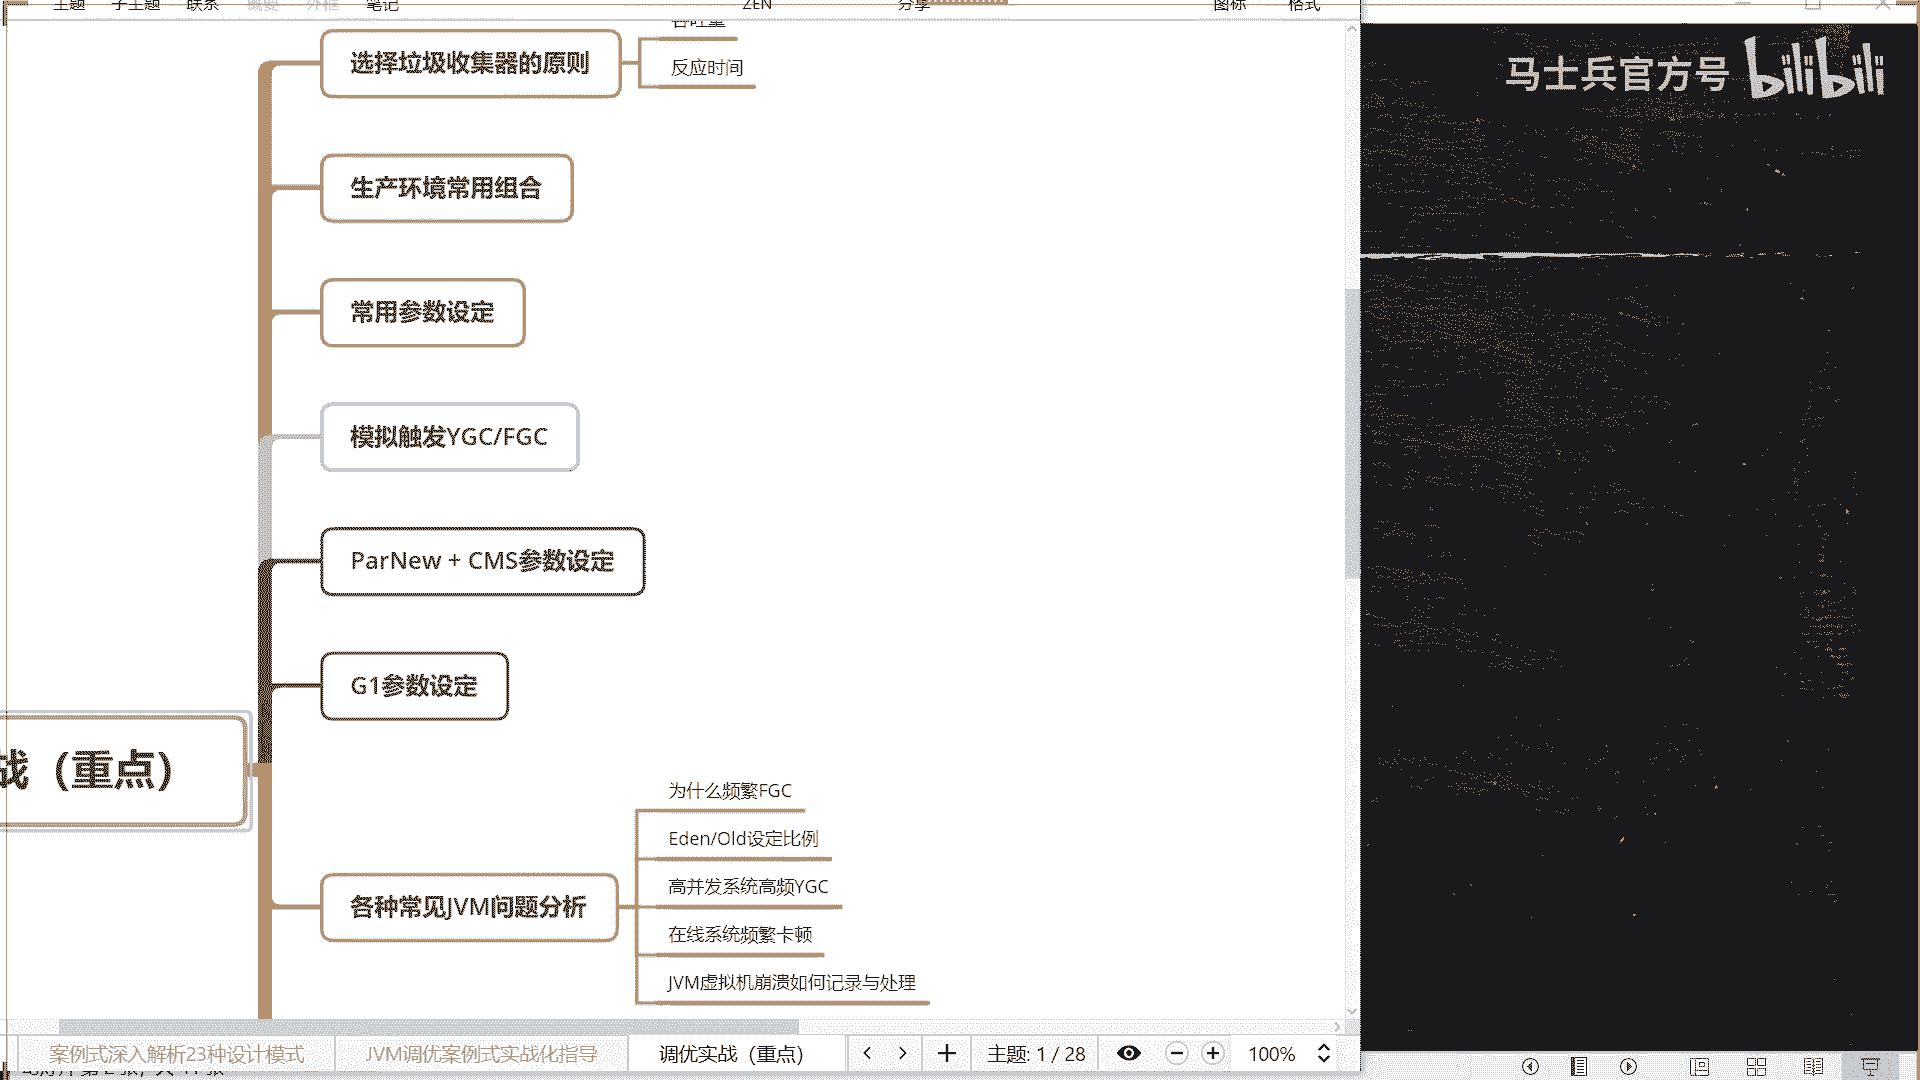 主题 子主题 联系 概要 外框 笔记 ZEN 分享 图标 格式
吞吐量
选择垃圾收集器的原则
反应时间
马士兵官方号 bilibili
生产环境常用组合
常用参数设定
模拟触发YGC/FGC
ParNew + CMS参数设定
G1参数设定
战（重点）
为什么频繁FGC
Eden/Old设定比例
高并发系统高频YGC
各种常见JVM问题分析
在线系统频繁卡顿
JVM虚拟机崩溃如何记录与处理
案例式深入解析23种设计模式 JVM调优案例式实战化指导 调优实战（重点） 主题: 1 / 28 100%